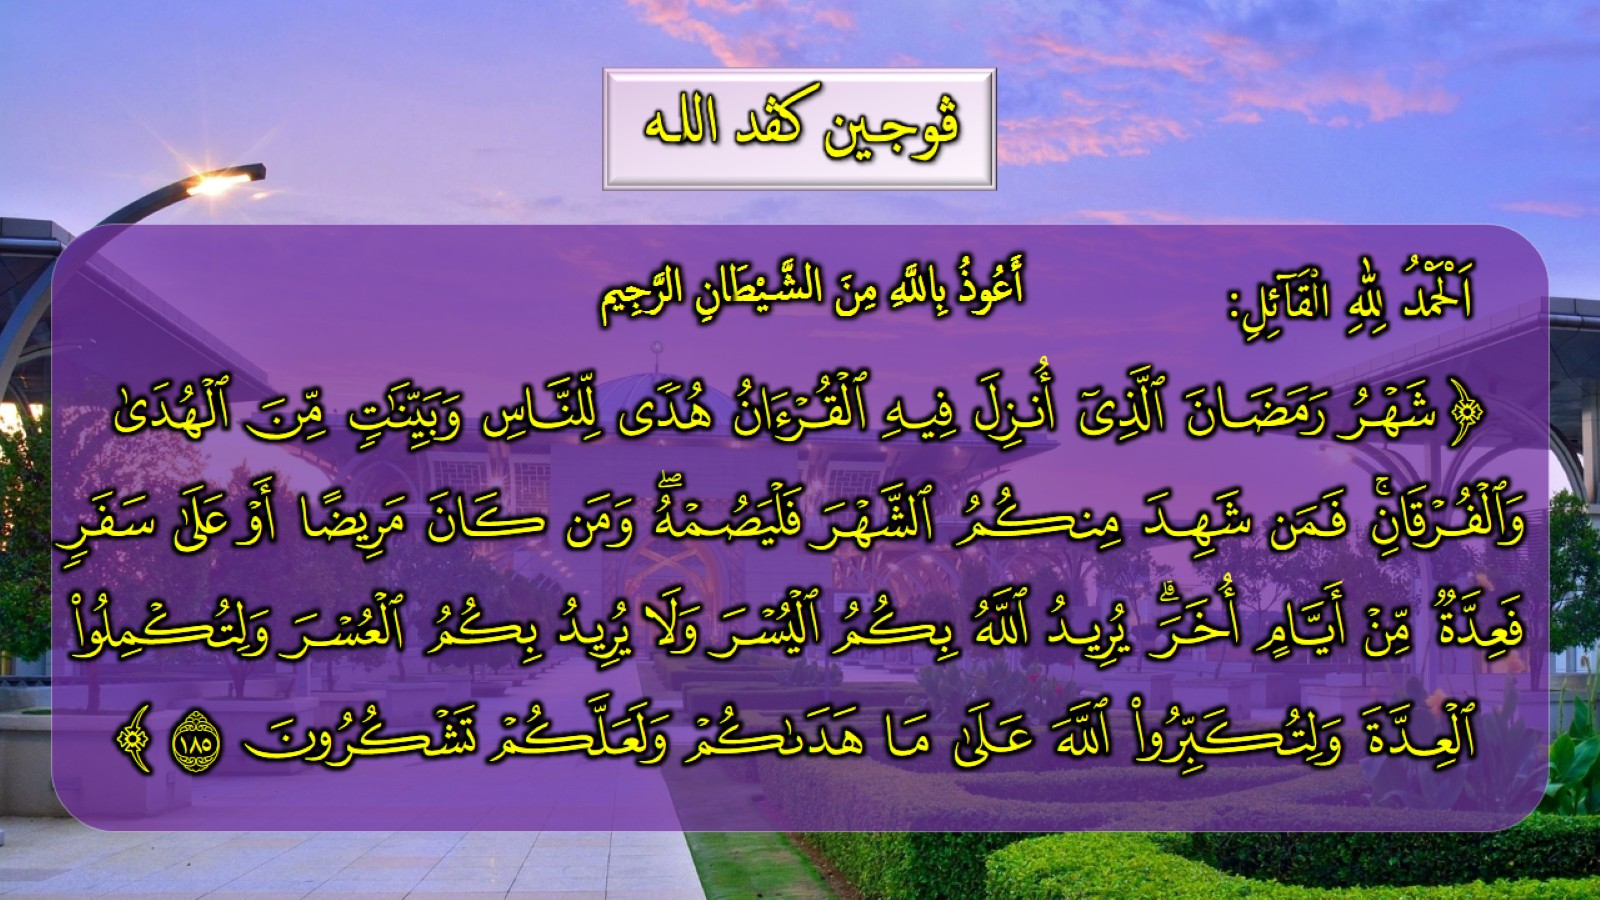 ڤوجين كڤد الله
اَلْحَمْدُ لِلّٰهِ الْقَآئِلِ: أَعُوذُ بِاللَّهِ مِنَ الشَّيْطَانِ الرَّجِيمِ
﴿ شَهْرُ رَمَضَانَ ٱلَّذِىٓ أُنزِلَ فِيهِ ٱلْقُرْءَانُ هُدًى لِّلنَّاسِ وَبَيِّنَٰتٍ مِّنَ ٱلْهُدَىٰ
وَٱلْفُرْقَانِ ۚ فَمَن شَهِدَ مِنكُمُ ٱلشَّهْرَ فَلْيَصُمْهُ ۖ وَمَن كَانَ مَرِيضًا أَوْ عَلَىٰ سَفَرٍ
فَعِدَّةٌ مِّنْ أَيَّامٍ أُخَرَ ۗ يُرِيدُ ٱللَّهُ بِكُمُ ٱلْيُسْرَ وَلَا يُرِيدُ بِكُمُ ٱلْعُسْرَ وَلِتُكْمِلُوا۟
ٱلْعِدَّةَ وَلِتُكَبِّرُوا۟ ٱللَّهَ عَلَىٰ مَا هَدَىٰكُمْ وَلَعَلَّكُمْ تَشْكُرُونَ ١٨٥ ﴾